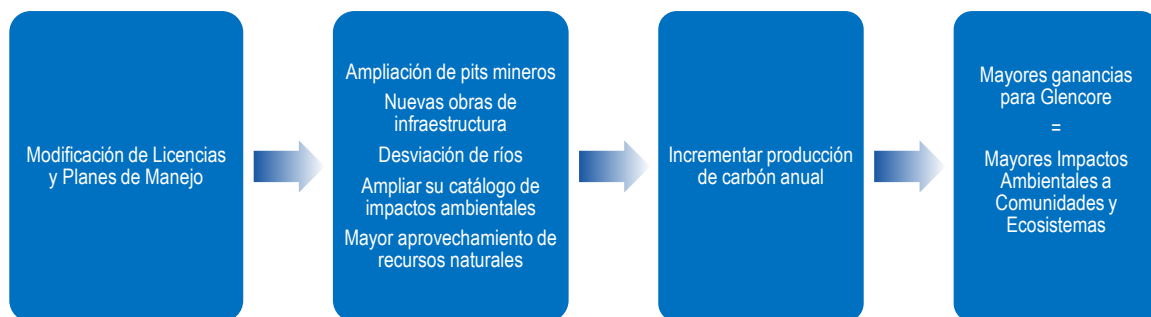 Modificación de Licencias
y Planes de Manejo
Ampliación de pits mineros
Nuevas obras de
infraestructura
Desviación de ríos
Ampliar su catálogo de
impactos ambientales
Mayor aprovechamiento de
recursos naturales
Incrementar producción
de carbón anual
Mayores ganancias
para Glencore
=
Mayores Impactos
Ambientales a
Comunidades y
Ecosistemas